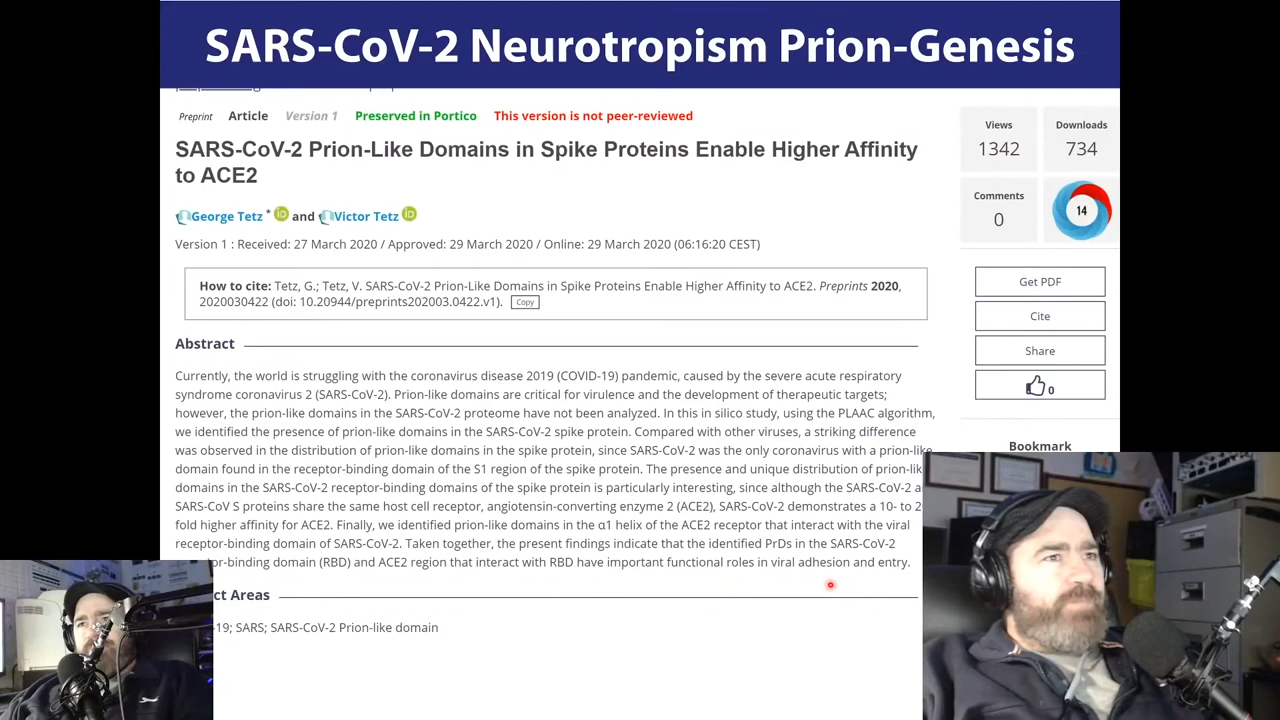 SARS-CoV-2 Neurotropism Prion-Genesis
Preprint Article Version 1 Preserved in Portico This version is not peer-reviewed
SARS-CoV-2 Prion-Like Domains in Spike Proteins Enable Higher Affinity
to ACE2
George Tetz * and Victor Tetz
Version 1 : Received: 27 March 2020 / Approved: 29 March 2020 / Online: 29 March 2020 (06:16:20 CEST)
How to cite: Tetz, G.; Tetz, V. SARS-CoV-2 Prion-Like Domains in Spike Proteins Enable Higher Affinity to ACE2. Preprints 2020,
2020030422 (doi: 10.20944/preprints202003.0422.v1). Copy
Abstract
Currently, the world is struggling with the coronavirus disease 2019 (COVID-19) pandemic, caused by the severe acute respiratory
syndrome coronavirus 2 (SARS-CoV-2). Prion-like domains are critical for virulence and the development of therapeutic targets;
however, the prion-like domains in the SARS-CoV-2 proteome have not been analyzed. In this in silico study, using the PLAAC algorithm,
we identified the presence of prion-like domains in the SARS-CoV-2 spike protein. Compared with other viruses, a striking difference
was observed in the distribution of prion-like domains in the spike protein, since SARS-CoV-2 was the only coronavirus with a prion-like
domain found in the receptor-binding domain of the S1 region of the spike protein. The presence and unique distribution of prion-lik
domains in the SARS-CoV-2 receptor-binding domains of the spike protein is particularly interesting, since although the SARS-CoV-2 a
SARS-CoV S proteins share the same host cell receptor, angiotensin-converting enzyme 2 (ACE2), SARS-CoV-2 demonstrates a 10- to 2
fold higher affinity for ACE2. Finally, we identified prion-like domains in the α1 helix of the ACE2 receptor that interact with the viral
receptor-binding domain of SARS-CoV-2. Taken together, the present findings indicate that the identified PrDs in the SARS-CoV-2
or-binding domain (RBD) and ACE2 region that interact with RBD have important functional roles in viral adhesion and entry.
ct Areas
-19; SARS; SARS-CoV-2 Prion-like domain
Views
1342
Downloads
734
Comments
0
14
Get PDF
Cite
Share
0
Bookmark